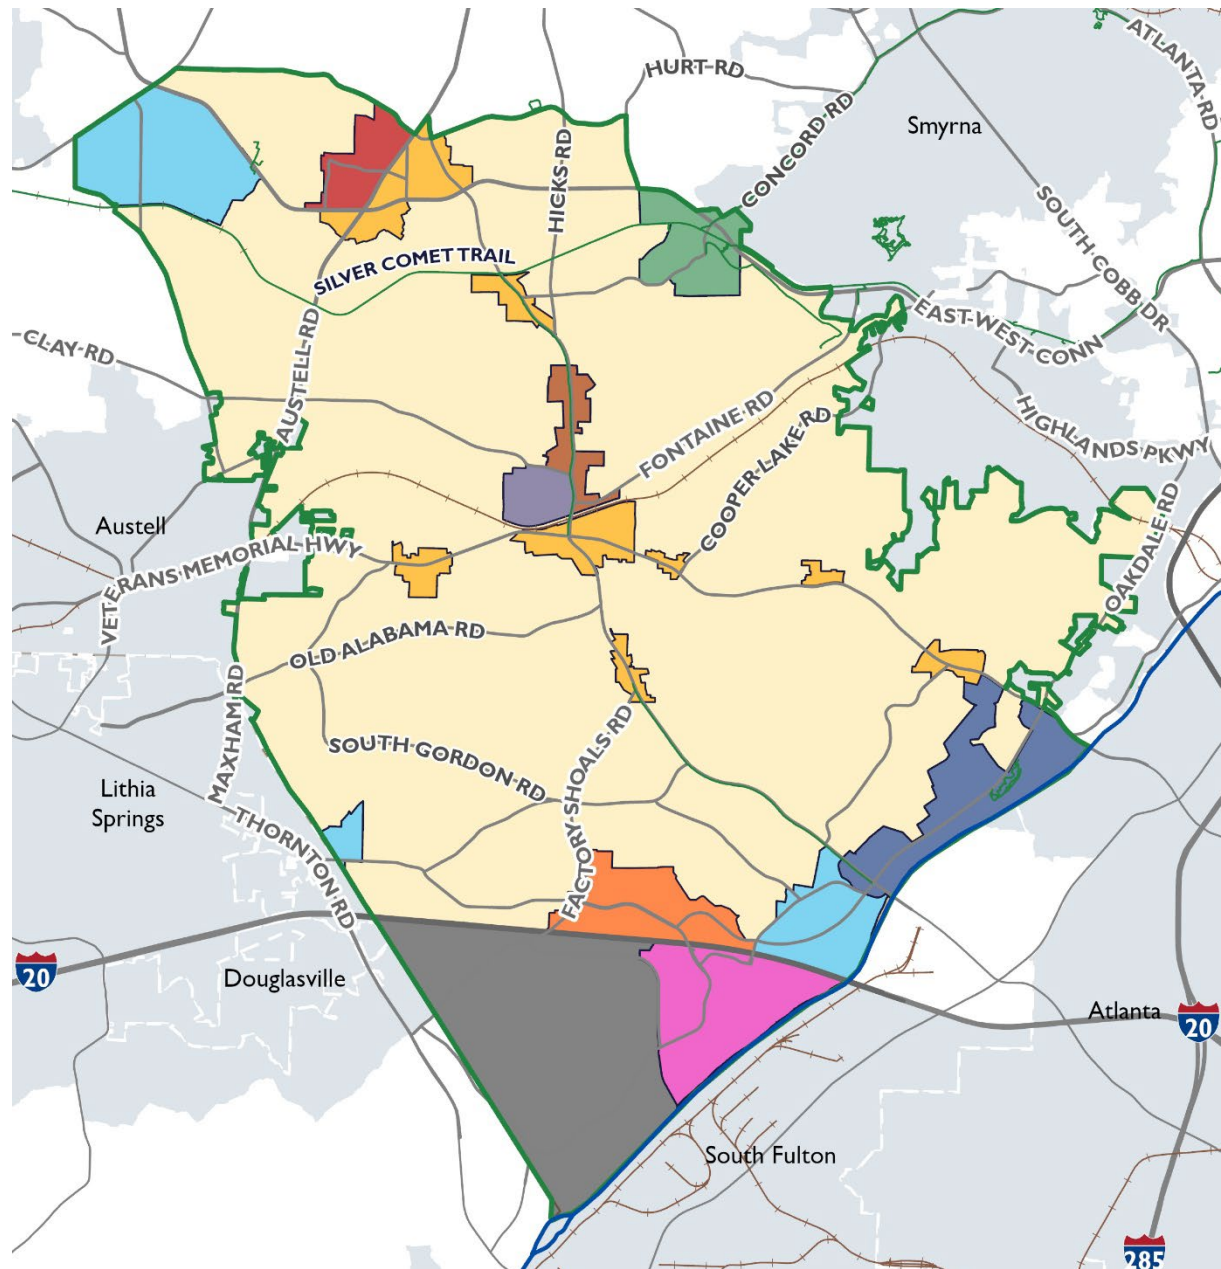 ATLANTA RD
HURT RD
CONCORD RD
Smyrna
HICKS RD
SOUTH COBB DR
SILVER COMET TRAIL
EAST-WEST CONN
CLAY RD
AUSTELL RD
HIGHLANDS PKWY
FONTAINE RD
COOPER LAKE RD
OAKDALE RD
Austell
VETERANS MEMORIAL HWY
OLD ALABAMA RD
MAXHAM RD
SOUTH GORDON RD
FACTORY SHOALS RD
Lithia
Springs
THORNTON RD
20
Douglasville
Atlanta
20
South Fulton
285